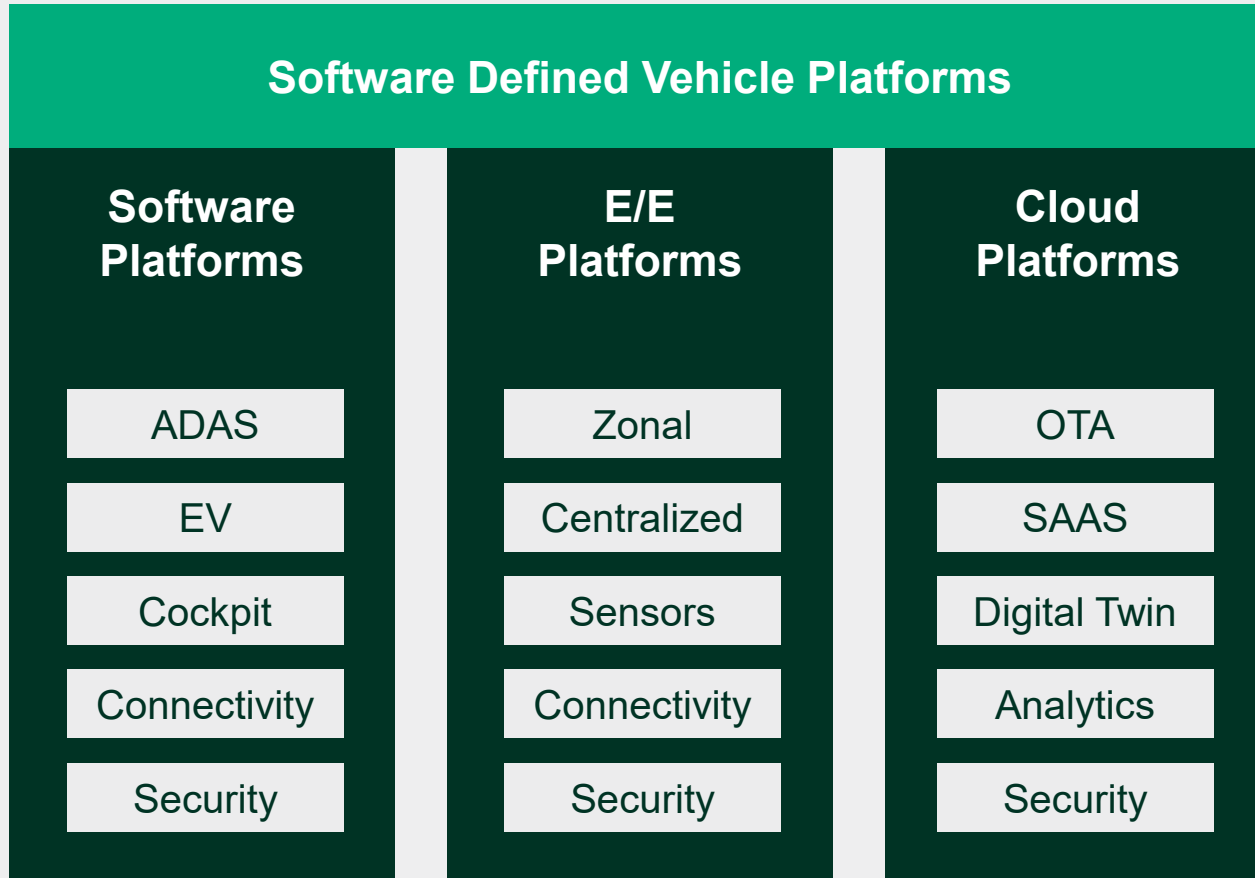 Software Defined Vehicle Platforms
Software
Platforms
ADAS
EV
Cockpit
Connectivity
Security
E/E
Platforms
Zonal
Centralized
Sensors
Connectivity
Security
Cloud
Platforms
OTA
SAAS
Digital Twin
Analytics
Security